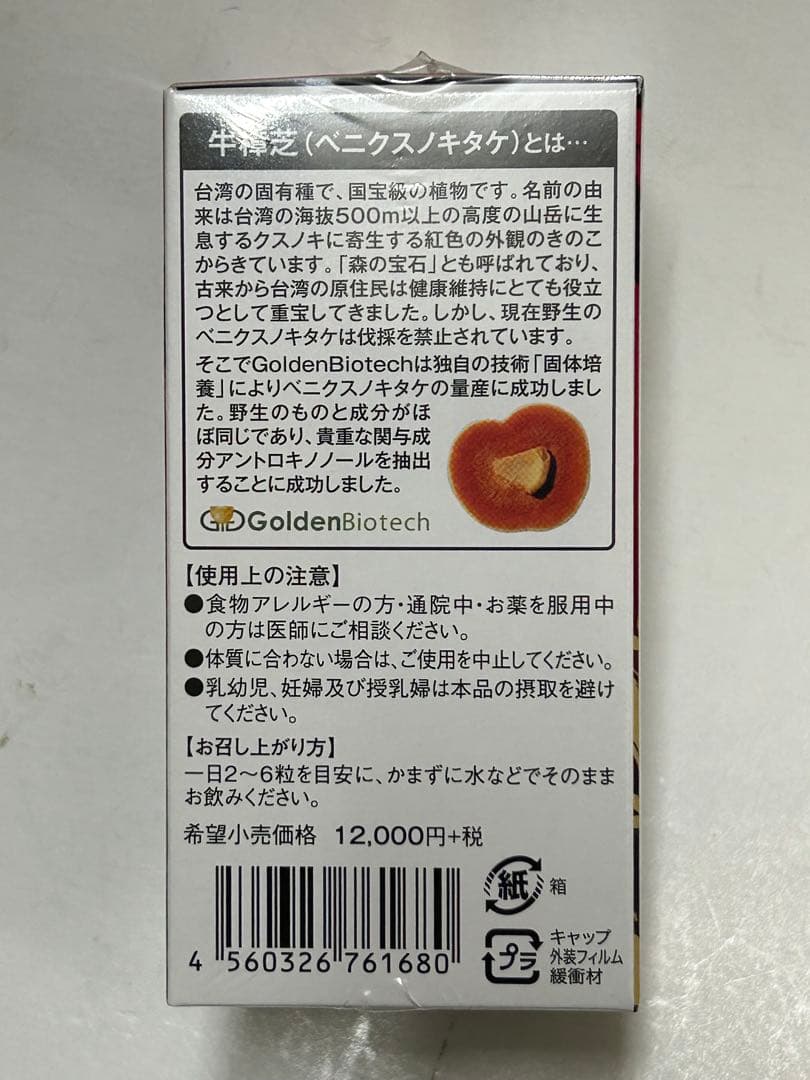 牛樟芝(ベニクスノキタケ)とは…
台湾の固有種で、国宝級の植物です。名前の由
来は台湾の海抜500m以上の高度の山岳に生
息するクスノキに寄生する紅色の外観のきのこ
からきています。「森の宝石」とも呼ばれており、
古来から台湾の原住民は健康維持にとても役立
つとして重宝してきました。しかし、現在野生の
ベニクスノキタケは伐採を禁止されています。
そこでGoldenBiotechは独自の技術「固体培
養」によりベニクスノキタケの量産に成功しまし
た。野生のものと成分がほ
ぼ同じであり、貴重な関与成
分アントロキノノールを抽出
することに成功しました。
GoldenBiotech
【使用上の注意】
●食物アレルギーの方・通院中・お薬を服用中
の方は医師にご相談ください。
●体質に合わない場合は、ご使用を中止してください。
●乳幼児、妊婦及び授乳婦は本品の摂取を避け
てください。
【お召し上がり方】
一日2〜6粒を目安に、かまずに水などでそのまま
お飲みください。
希望小売価格 12,000円+税
紙 箱
プラ キャップ
外装フィルム
緩衝材
4 560326 761680